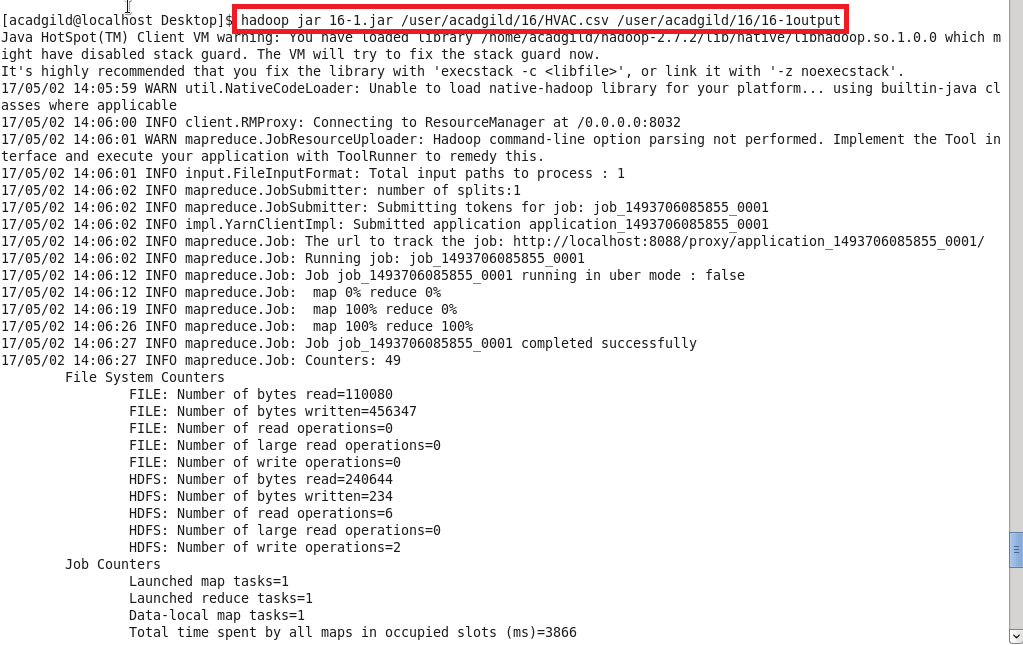 [acadgild@localhost Desktop]$ hadoop jar 16-1.jar /user/acadgild/16/HVAC.csv /user/acadgild/16/16-1output
Java HotSpot(TM) Client VM warning: You have loaded library /home/acadgild/hadoop-2.7.2/lib/native/libhadoop.so.1.0.0 which m
ight have disabled stack guard. The VM will try to fix the stack guard now.
It's highly recommended that you fix the library with 'execstack -c <libfile>', or link it with '-z noexecstack'.
17/05/02 14:05:59 WARN util.NativeCodeLoader: Unable to load native-hadoop library for your platform... using builtin-java cl
asses where applicable
17/05/02 14:06:00 INFO client.RMProxy: Connecting to ResourceManager at /0.0.0.0:8032
17/05/02 14:06:01 WARN mapreduce.JobResourceUploader: Hadoop command-line option parsing not performed. Implement the Tool in
terface and execute your application with ToolRunner to remedy this.
17/05/02 14:06:01 INFO input.FileInputFormat: Total input paths to process : 1
17/05/02 14:06:02 INFO mapreduce.JobSubmitter: number of splits:1
17/05/02 14:06:02 INFO mapreduce.JobSubmitter: Submitting tokens for job: job_1493706085855_0001
17/05/02 14:06:02 INFO impl.YarnClientImpl: Submitted application application_1493706085855_0001
17/05/02 14:06:02 INFO mapreduce.Job: The url to track the job: http://localhost:8088/proxy/application_1493706085855_0001/
17/05/02 14:06:02 INFO mapreduce.Job: Running job: job_1493706085855_0001
17/05/02 14:06:12 INFO mapreduce.Job: Job job_1493706085855_0001 running in uber mode : false
17/05/02 14:06:12 INFO mapreduce.Job:  map 0% reduce 0%
17/05/02 14:06:19 INFO mapreduce.Job:  map 100% reduce 0%
17/05/02 14:06:26 INFO mapreduce.Job:  map 100% reduce 100%
17/05/02 14:06:27 INFO mapreduce.Job: Job job_1493706085855_0001 completed successfully
17/05/02 14:06:27 INFO mapreduce.Job: Counters: 49
File System Counters
FILE: Number of bytes read=110080
FILE: Number of bytes written=456347
FILE: Number of read operations=0
FILE: Number of large read operations=0
FILE: Number of write operations=0
HDFS: Number of bytes read=240644
HDFS: Number of bytes written=234
HDFS: Number of read operations=6
HDFS: Number of large read operations=0
HDFS: Number of write operations=2
Job Counters
Launched map tasks=1
Launched reduce tasks=1
Data-local map tasks=1
Total time spent by all maps in occupied slots (ms)=3866